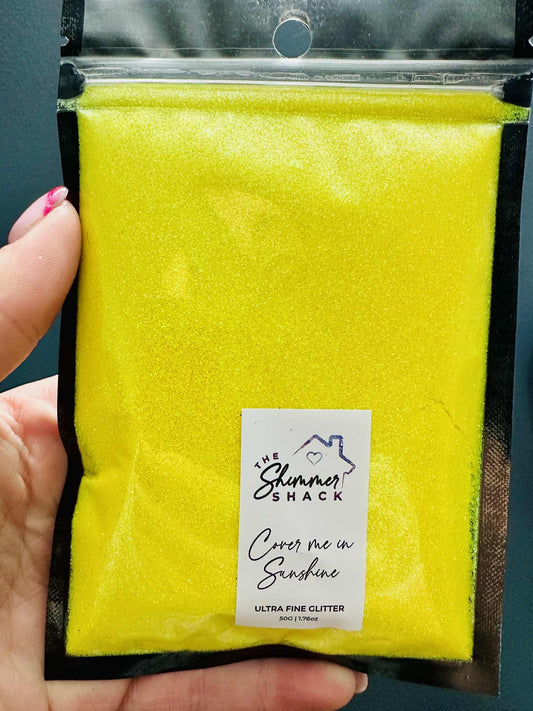 THE
Shimmer
SHACK
Cover me in
Sunshine
ULTRA FINE GLITTER
50G | 1.76oz